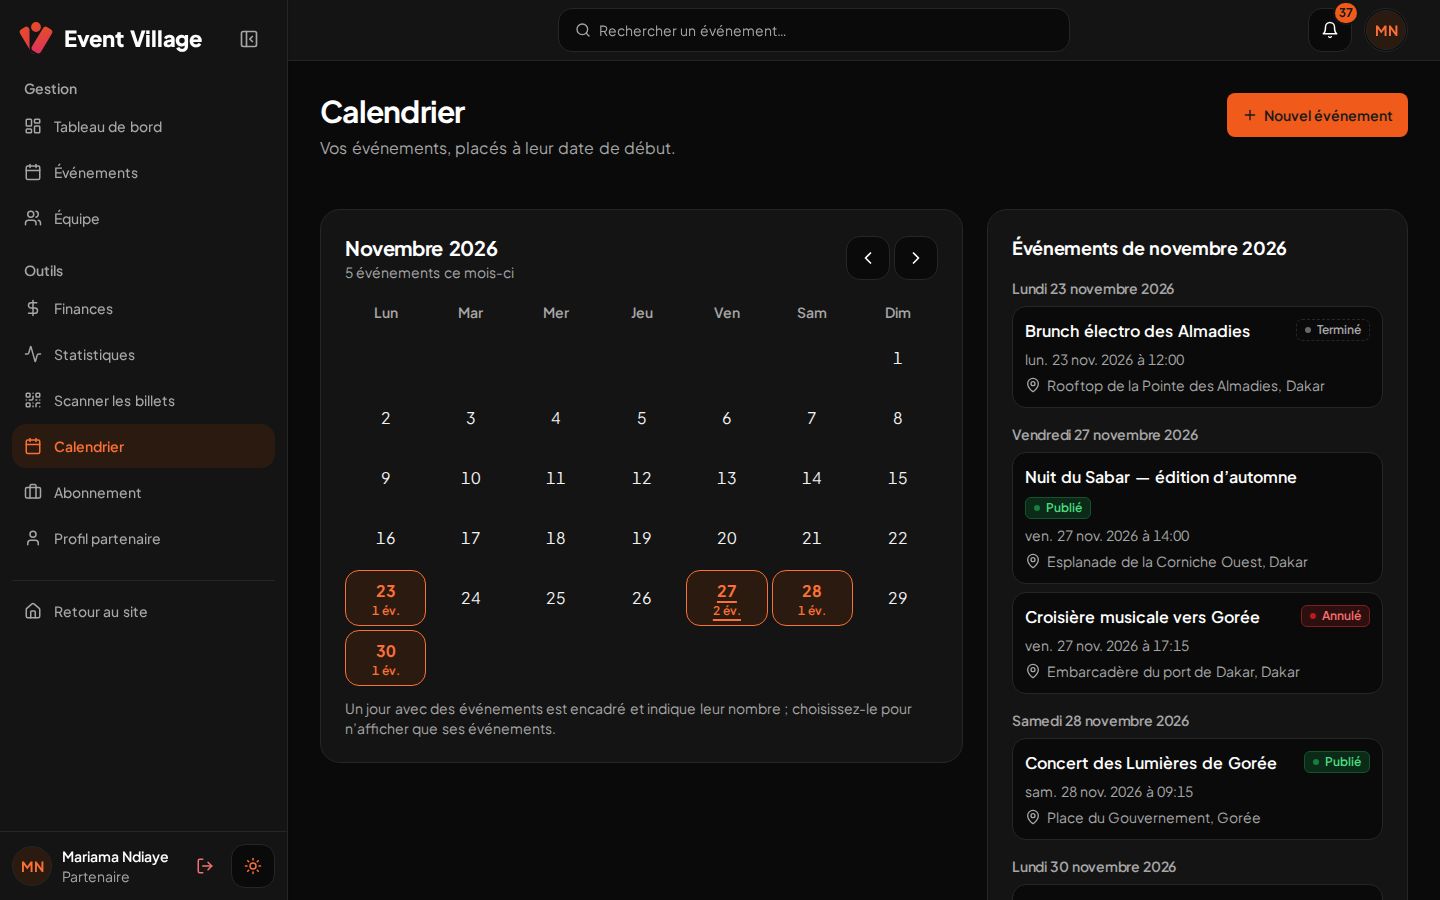 Event Village
Gestion
Tableau de bord
Événements
Équipe
Outils
Finances
Statistiques
Scanner les billets
Calendrier
Abonnement
Profil partenaire
Retour au site
MN
Mariama Ndiaye
Partenaire
Rechercher un événement…
37
MN
Calendrier
Vos événements, placés à leur date de début.
Nouvel événement
Novembre 2026
5 événements ce mois-ci
Lun Mar Mer Jeu Ven Sam Dim
1
2 3 4 5 6 7 8
9 10 11 12 13 14 15
16 17 18 19 20 21 22
23 24 25 26 27 28 29
1 év. 2 év. 1 év.
30
1 év.
Un jour avec des événements est encadré et indique leur nombre ; choisissez-le pour
n’afficher que ses événements.
Événements de novembre 2026
Lundi 23 novembre 2026
Brunch électro des Almadies Terminé
lun. 23 nov. 2026 à 12:00
Rooftop de la Pointe des Almadies, Dakar
Vendredi 27 novembre 2026
Nuit du Sabar — édition d’automne
Publié
ven. 27 nov. 2026 à 14:00
Esplanade de la Corniche Ouest, Dakar
Croisière musicale vers Gorée Annulé
ven. 27 nov. 2026 à 17:15
Embarcadère du port de Dakar, Dakar
Samedi 28 novembre 2026
Concert des Lumières de Gorée Publié
sam. 28 nov. 2026 à 09:15
Place du Gouvernement, Gorée
Lundi 30 novembre 2026